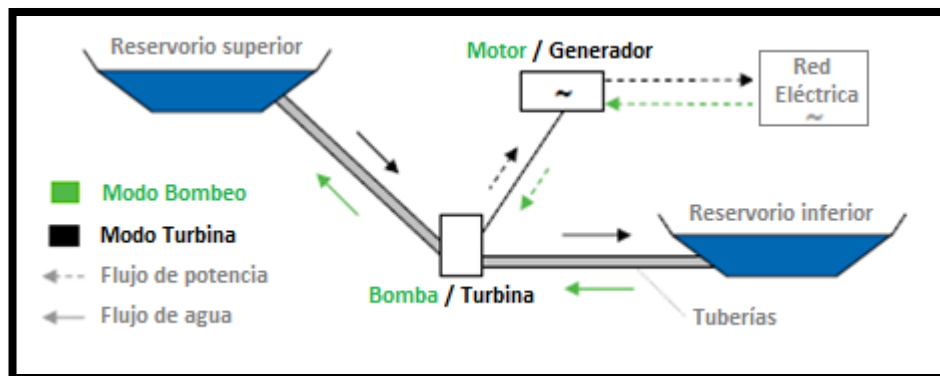 Reservorio superior
Motor / Generador
~
Red
Eléctrica
~
Modo Bombeo
Modo Turbina
Flujo de potencia
Flujo de agua
Reservorio inferior
Bomba / Turbina
Tuberías